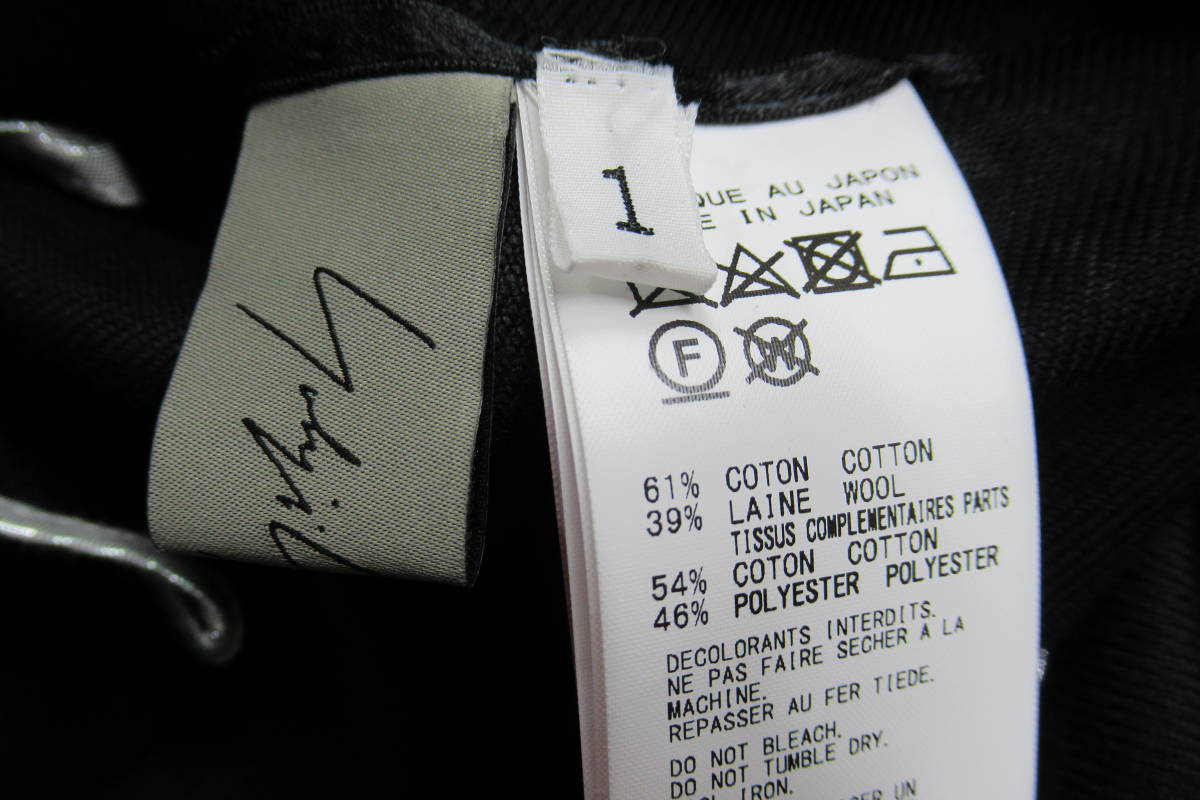 1
QUE AU JAPON
E IN JAPAN
F
W
61% COTON COTTON
39% LAINE WOOL
TISSUS COMPLEMENTAIRES PARTS
54% COTON COTTON
46% POLYESTER POLYESTER
DECOLORANTS INTERDITS.
NE PAS FAIRE SECHER A LA
MACHINE.
REPASSER AU FER TIEDE.
DO NOT BLEACH.
DO NOT TUMBLE DRY.
IRON.
UN